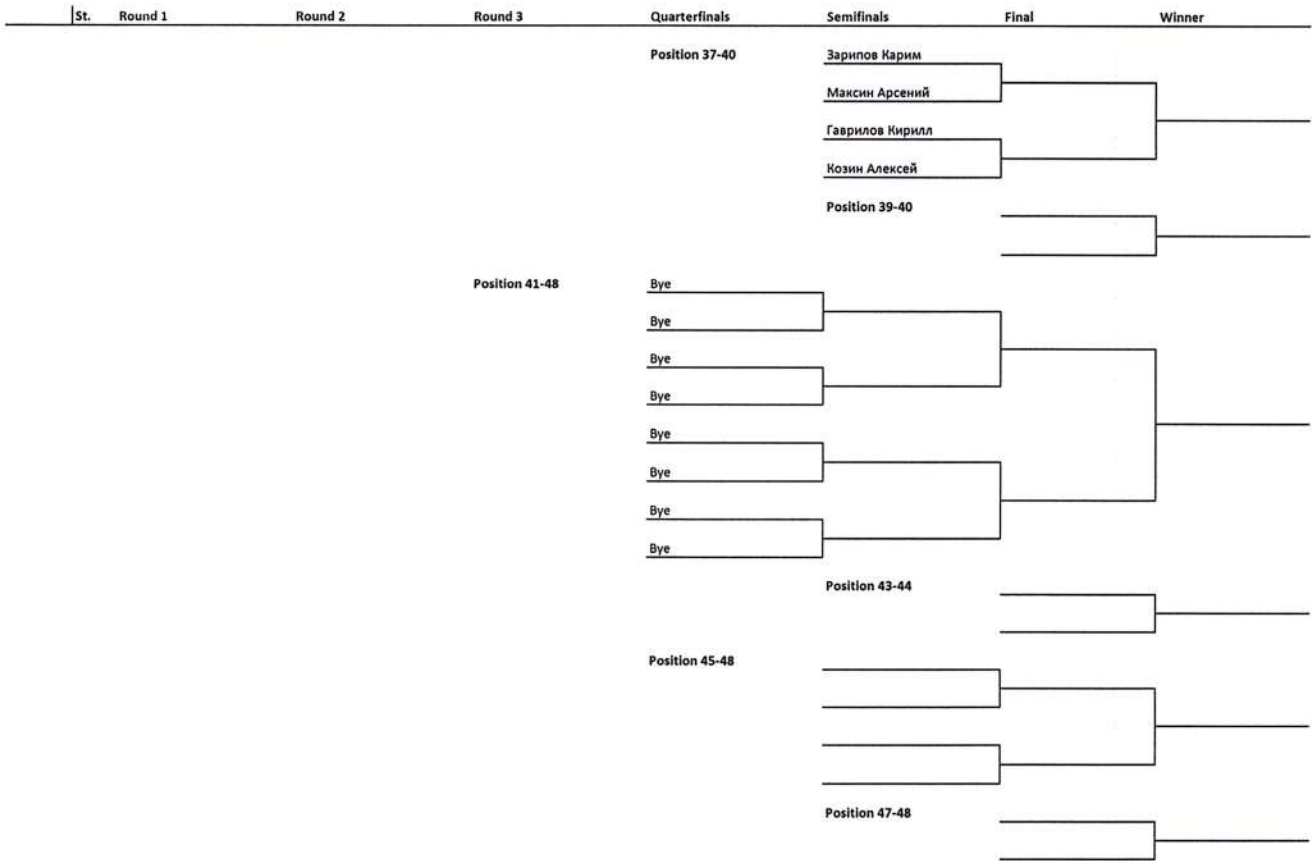 St. Round 1 Round 2 Round 3 Quarterfinals Semifinals Final Winner
Position 37-40 Зарипов Карим
Максин Арсений
Гаврилов Кирилл
Козин Алексей
Position 39-40
Position 41-48 Bye
Bye
Bye
Bye
Bye
Bye
Bye
Bye
Position 43-44
Position 45-48
Position 47-48